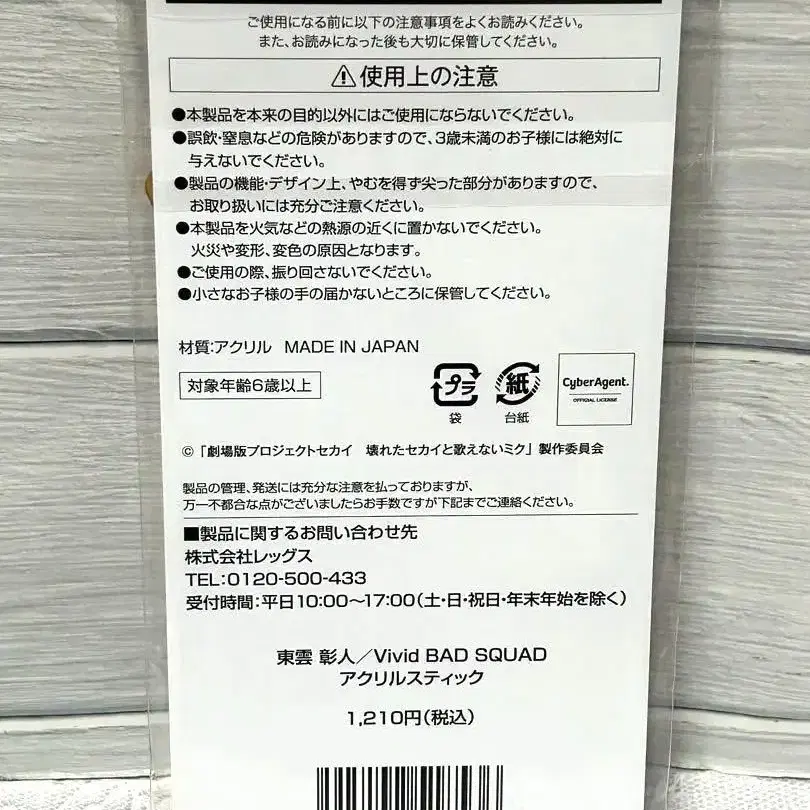 ご使用になる前に以下の注意事項をよくお読みください。
また、お読みになった後も大切に保管してください。
⚠使用上の注意
●本製品を本来の目的以外にはご使用にならないでください。
●誤飲・窒息などの危険がありますので、3歳未満のお子様には絶対に
与えないでください。
●製品の機能・デザイン上、やむを得ず尖った部分がありますので、
お取り扱いには充分ご注意ください。
●本製品を火気などの熱源の近くに置かないでください。
火災や変形、変色の原因となります。
●ご使用の際、振り回さないでください。
●小さなお子様の手の届かないところに保管してください。
材質:アクリル MADE IN JAPAN
対象年齢6歳以上
プラ
袋
紙
台紙
CyberAgent.
OFFICIAL LICENSE
©「劇場版プロジェクトセカイ 壊れたセカイと歌えないミク」製作委員会
製品の管理、発送には充分な注意を払っておりますが、
万一不都合な点がございましたらお手数ですが下記までご連絡ください。
■製品に関するお問い合わせ先
株式会社レッグス
TEL:0120-500-433
受付時間:平日10:00～17:00(土・日・祝日・年末年始を除く)
東雲 彰人／Vivid BAD SQUAD
アクリルスティック
1,210円(税込)